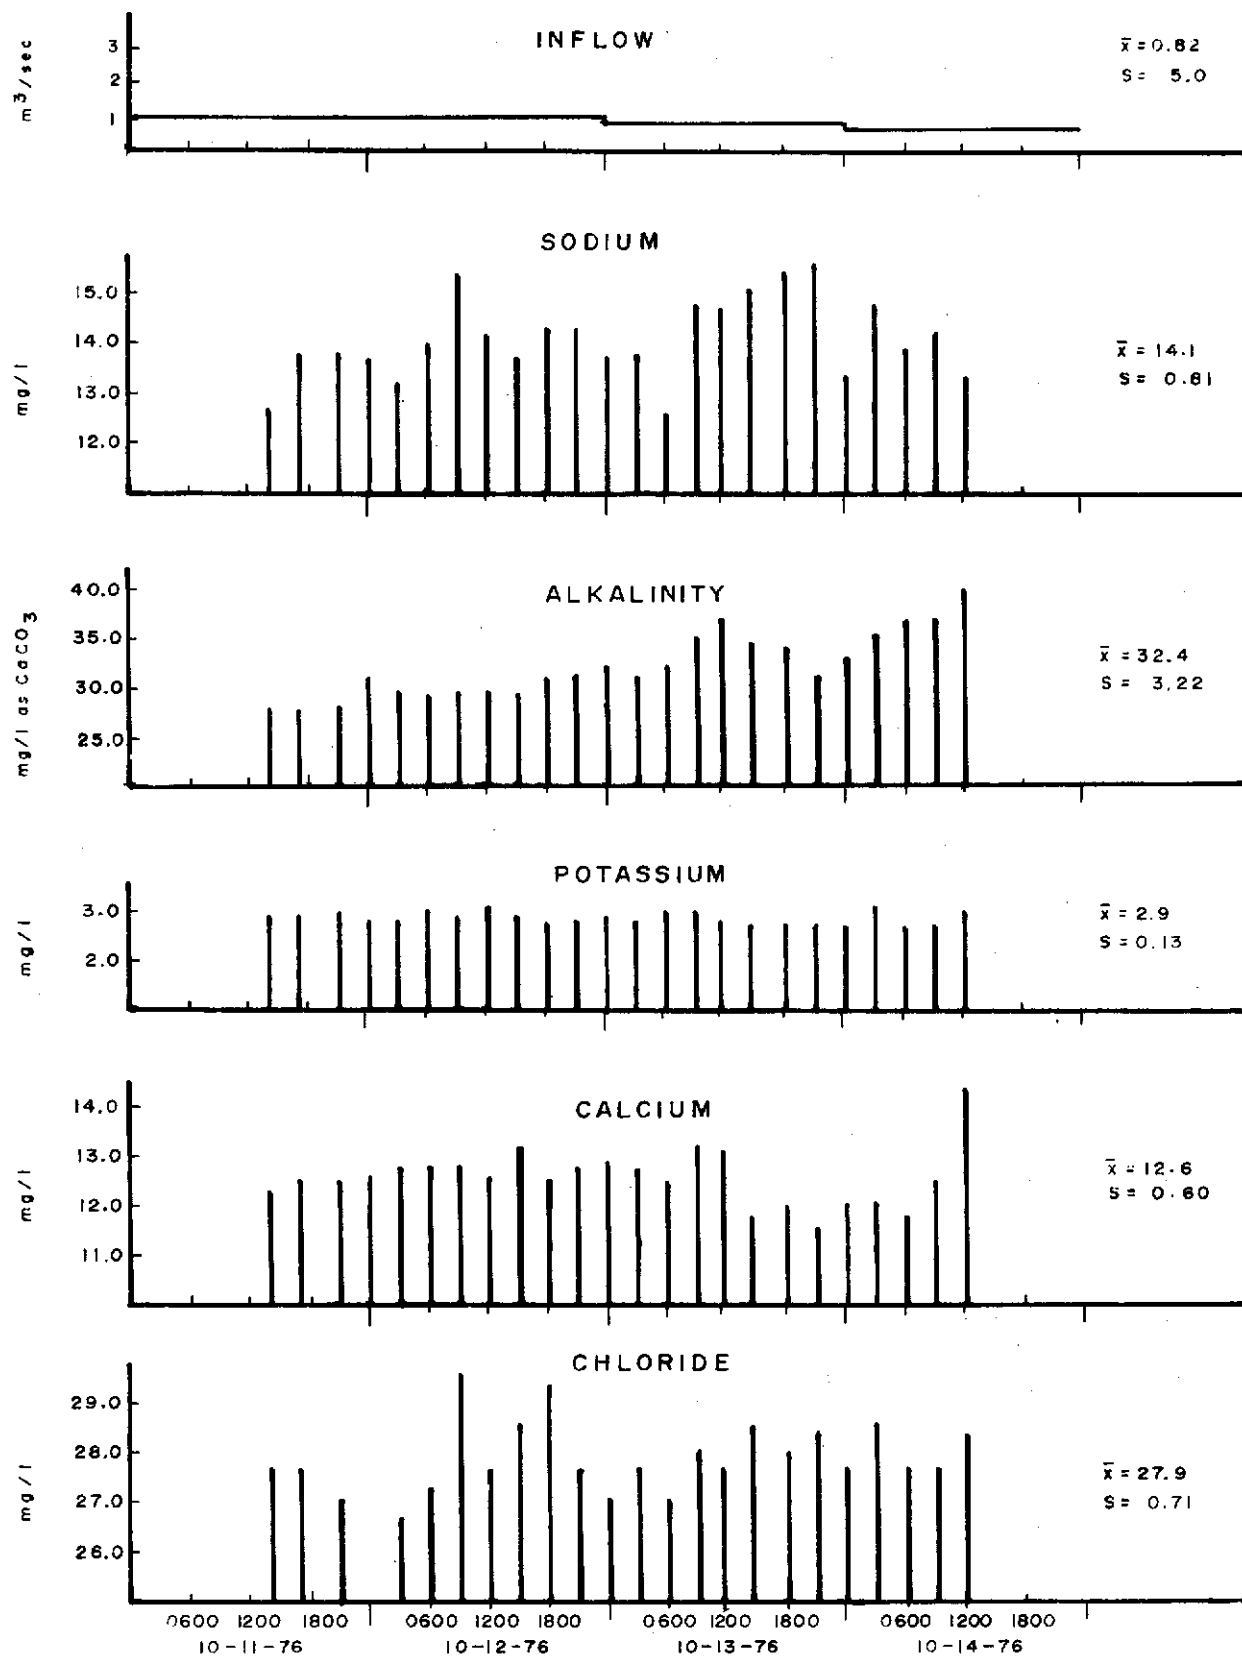 INFLOW
m3/sec
3
2
1
x̄ = 0.82
S = 5.0
SODIUM
mg/l
15.0
14.0
13.0
12.0
x̄ = 14.1
S = 0.81
ALKALINITY
mg/l as CaCO3
40.0
35.0
30.0
25.0
x̄ = 32.4
S = 3.22
POTASSIUM
mg/l
3.0
2.0
x̄ = 2.9
S = 0.13
CALCIUM
mg/l
14.0
13.0
12.0
11.0
x̄ = 12.6
S = 0.60
CHLORIDE
mg/l
29.0
28.0
27.0
26.0
x̄ = 27.9
S = 0.71
0600 1200 1800 0600 1200 1800 0600 1200 1800 0600 1200 1800
10-11-76 10-12-76 10-13-76 10-14-76